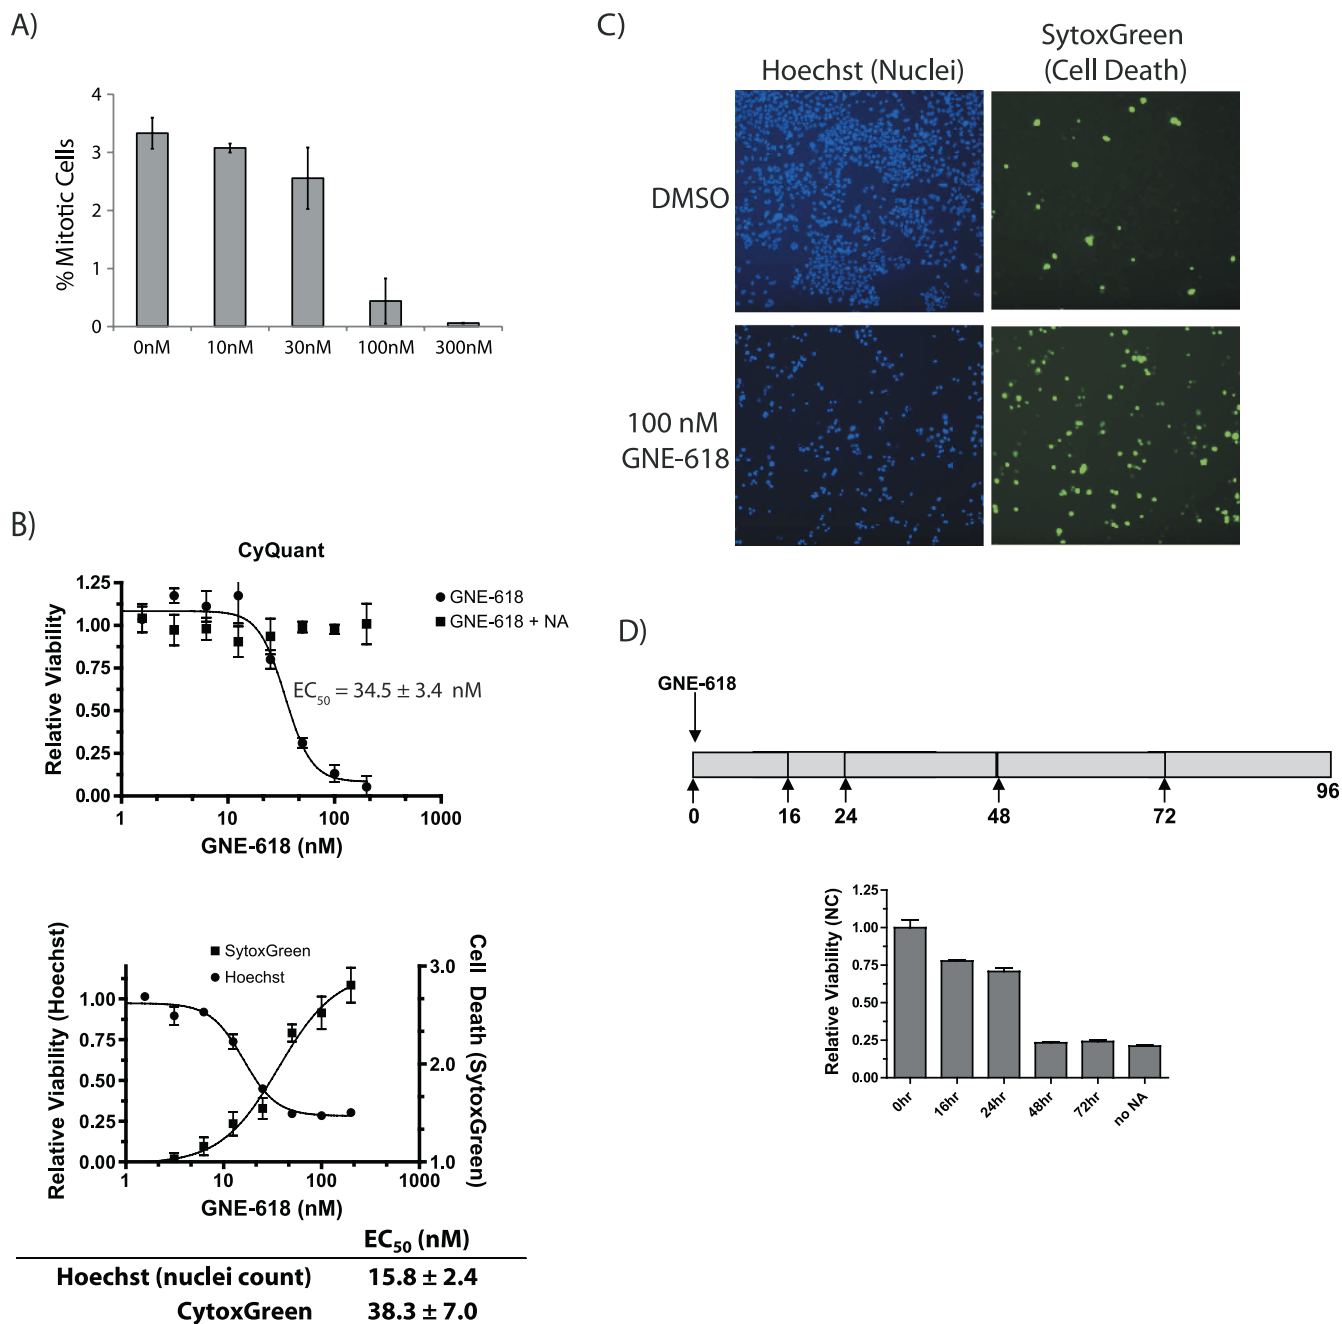 A)
4
3
2
1
0
% Mitotic Cells
0nM 10nM 30nM 100nM 300nM
B)
CyQuant
1.25
1.00
0.75
0.50
0.25
0.00
Relative Viability
GNE-618
GNE-618 + NA
EC50 = 34.5 ± 3.4 nM
1 10 100 1000
GNE-618 (nM)
SytoxGreen
Hoechst
1.00
0.75
0.50
0.25
0.00
Relative Viability (Hoechst)
3.0
2.0
1.0
Cell Death (SytoxGreen)
1 10 100 1000
GNE-618 (nM)
EC50 (nM)
Hoechst (nuclei count) 15.8 ± 2.4
CytoxGreen 38.3 ± 7.0
C)
Hoechst (Nuclei)
SytoxGreen
(Cell Death)
DMSO
100 nM
GNE-618
D)
GNE-618
0 16 24 48 72 96
1.25
1.00
0.75
0.50
0.25
0.00
Relative Viability (NC)
0hr 16hr 24hr 48hr 72hr no NA